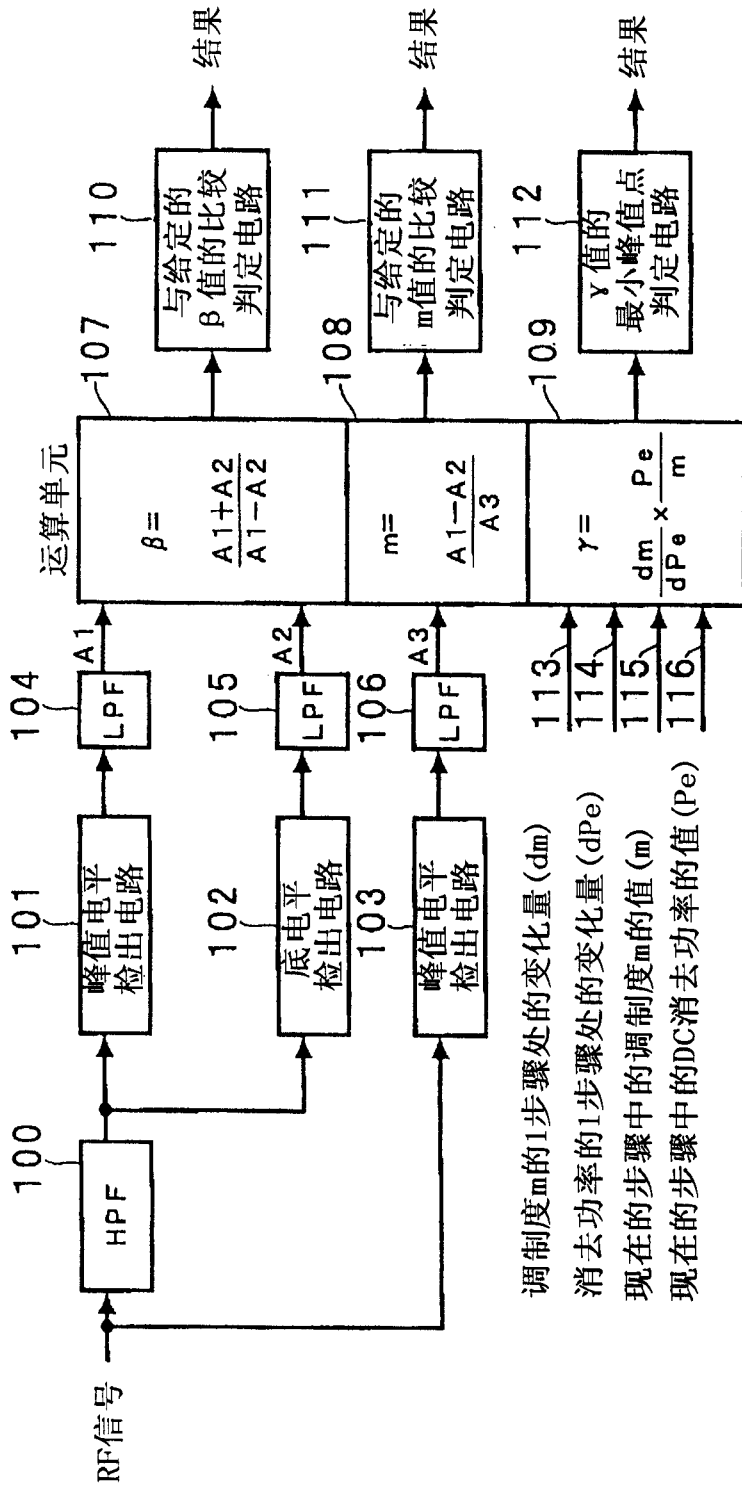 RF信号
100
HPF
101
峰值电平
检出电路
102
底电平
检出电路
103
峰值电平
检出电路
104
LPF
A1
105
LPF
A2
106
LPF
A3
运算单元
107
β=
A1+A2
A1-A2
108
m=
A1-A2
A3
109
γ=
dm
dPe
×
Pe
m
110
与给定的
β值的比较
判定电路
结果
111
与给定的
m值的比较
判定电路
结果
112
γ值的
最小峰值点
判定电路
结果
调制度m的1步骤处的变化量(dm)
113
消去功率的1步骤处的变化量(dPe)
114
现在的步骤中的调制度m的值(m)
115
现在的步骤中的DC消去功率的值(Pe)
116